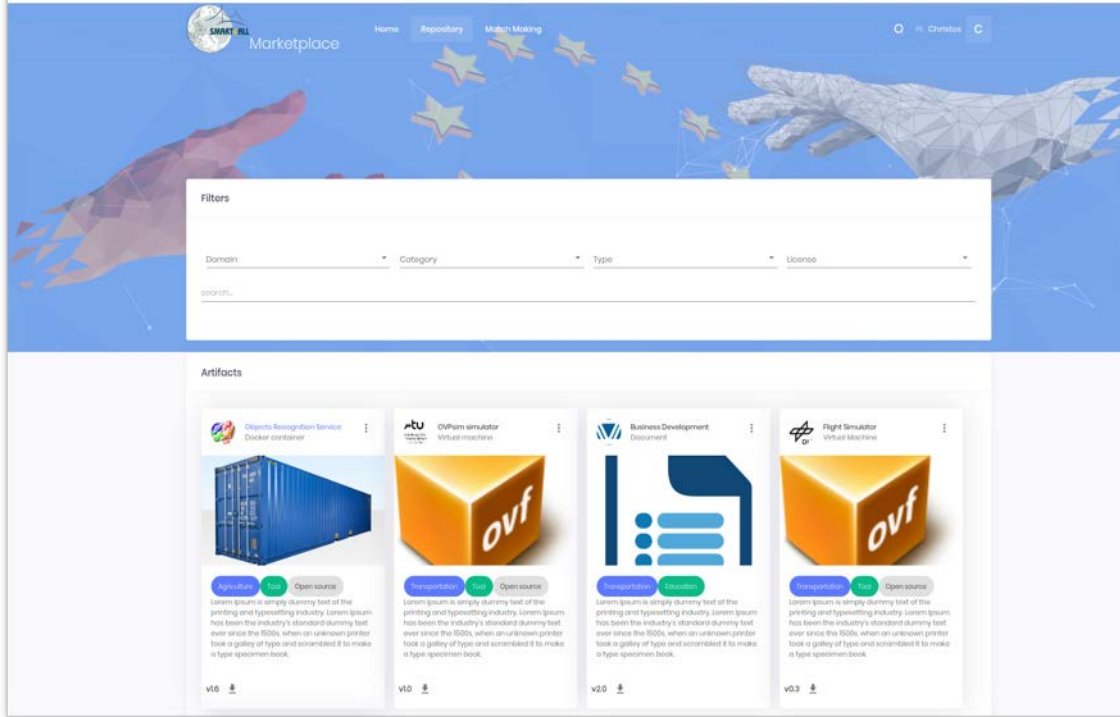 SMART4ALL
Marketplace
Home Repository Match Making
Hi, Christos C
Filters
Domain Category Type License
search...
Artifacts
Objects Recognition Service
Docker container
OVPsim simulator
Virtual machine
Business Development
Document
Flight Simulator
Virtual Machine
ovf
ovf
Agriculture Tool Open source
Lorem Ipsum is simply dummy text of the
printing and typesetting industry. Lorem Ipsum
has been the industry's standard dummy text
ever since the 1500s, when an unknown printer
took a galley of type and scrambled it to make
a type specimen book.
v1.6
Transportation Tool Open source
Lorem Ipsum is simply dummy text of the
printing and typesetting industry. Lorem Ipsum
has been the industry's standard dummy text
ever since the 1500s, when an unknown printer
took a galley of type and scrambled it to make
a type specimen book.
v1.0
Transportation Education
Lorem Ipsum is simply dummy text of the
printing and typesetting industry. Lorem Ipsum
has been the industry's standard dummy text
ever since the 1500s, when an unknown printer
took a galley of type and scrambled it to make
a type specimen book.
v2.0
Transportation Tool Open source
Lorem Ipsum is simply dummy text of the
printing and typesetting industry. Lorem Ipsum
has been the industry's standard dummy text
ever since the 1500s, when an unknown printer
took a galley of type and scrambled it to make
a type specimen book.
v0.3